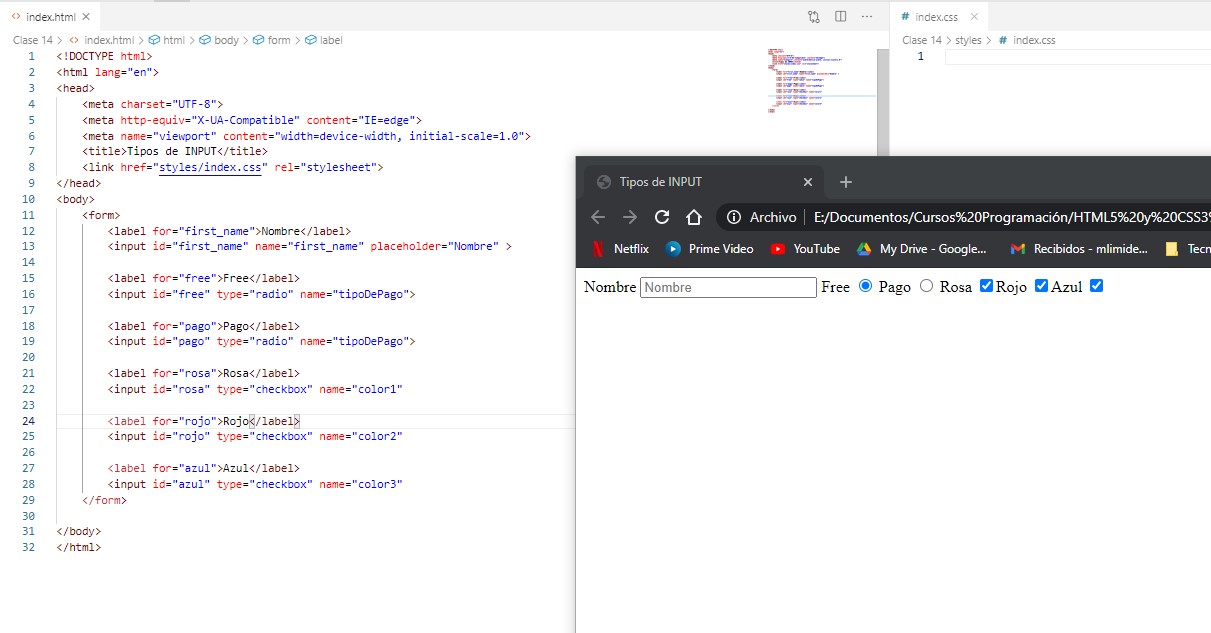 index.html
Clase 14 > index.html > html > body > form > label
1 <!DOCTYPE html>
2 <html lang="en">
3 <head>
4 <meta charset="UTF-8">
5 <meta http-equiv="X-UA-Compatible" content="IE=edge">
6 <meta name="viewport" content="width=device-width, initial-scale=1.0">
7 <title>Tipos de INPUT</title>
8 <link href="styles/index.css" rel="stylesheet">
9 </head>
10 <body>
11 <form>
12 <label for="first_name">Nombre</label>
13 <input id="first_name" name="first_name" placeholder="Nombre" >
14
15 <label for="free">Free</label>
16 <input id="free" type="radio" name="tipoDePago">
17
18 <label for="pago">Pago</label>
19 <input id="pago" type="radio" name="tipoDePago">
20
21 <label for="rosa">Rosa</label>
22 <input id="rosa" type="checkbox" name="color1"
23
24 <label for="rojo">Rojo</label>
25 <input id="rojo" type="checkbox" name="color2"
26
27 <label for="azul">Azul</label>
28 <input id="azul" type="checkbox" name="color3"
29 </form>
30
31 </body>
32 </html>
# index.css
Clase 14 > styles > # index.css
1
Tipos de INPUT
Archivo | E:/Documentos/Cursos%20Programación/HTML5%20y%20CSS3
Netflix Prime Video YouTube My Drive - Google... Recibidos - mlimide... Tecn
Nombre Nombre Free Pago Rosa Rojo Azul